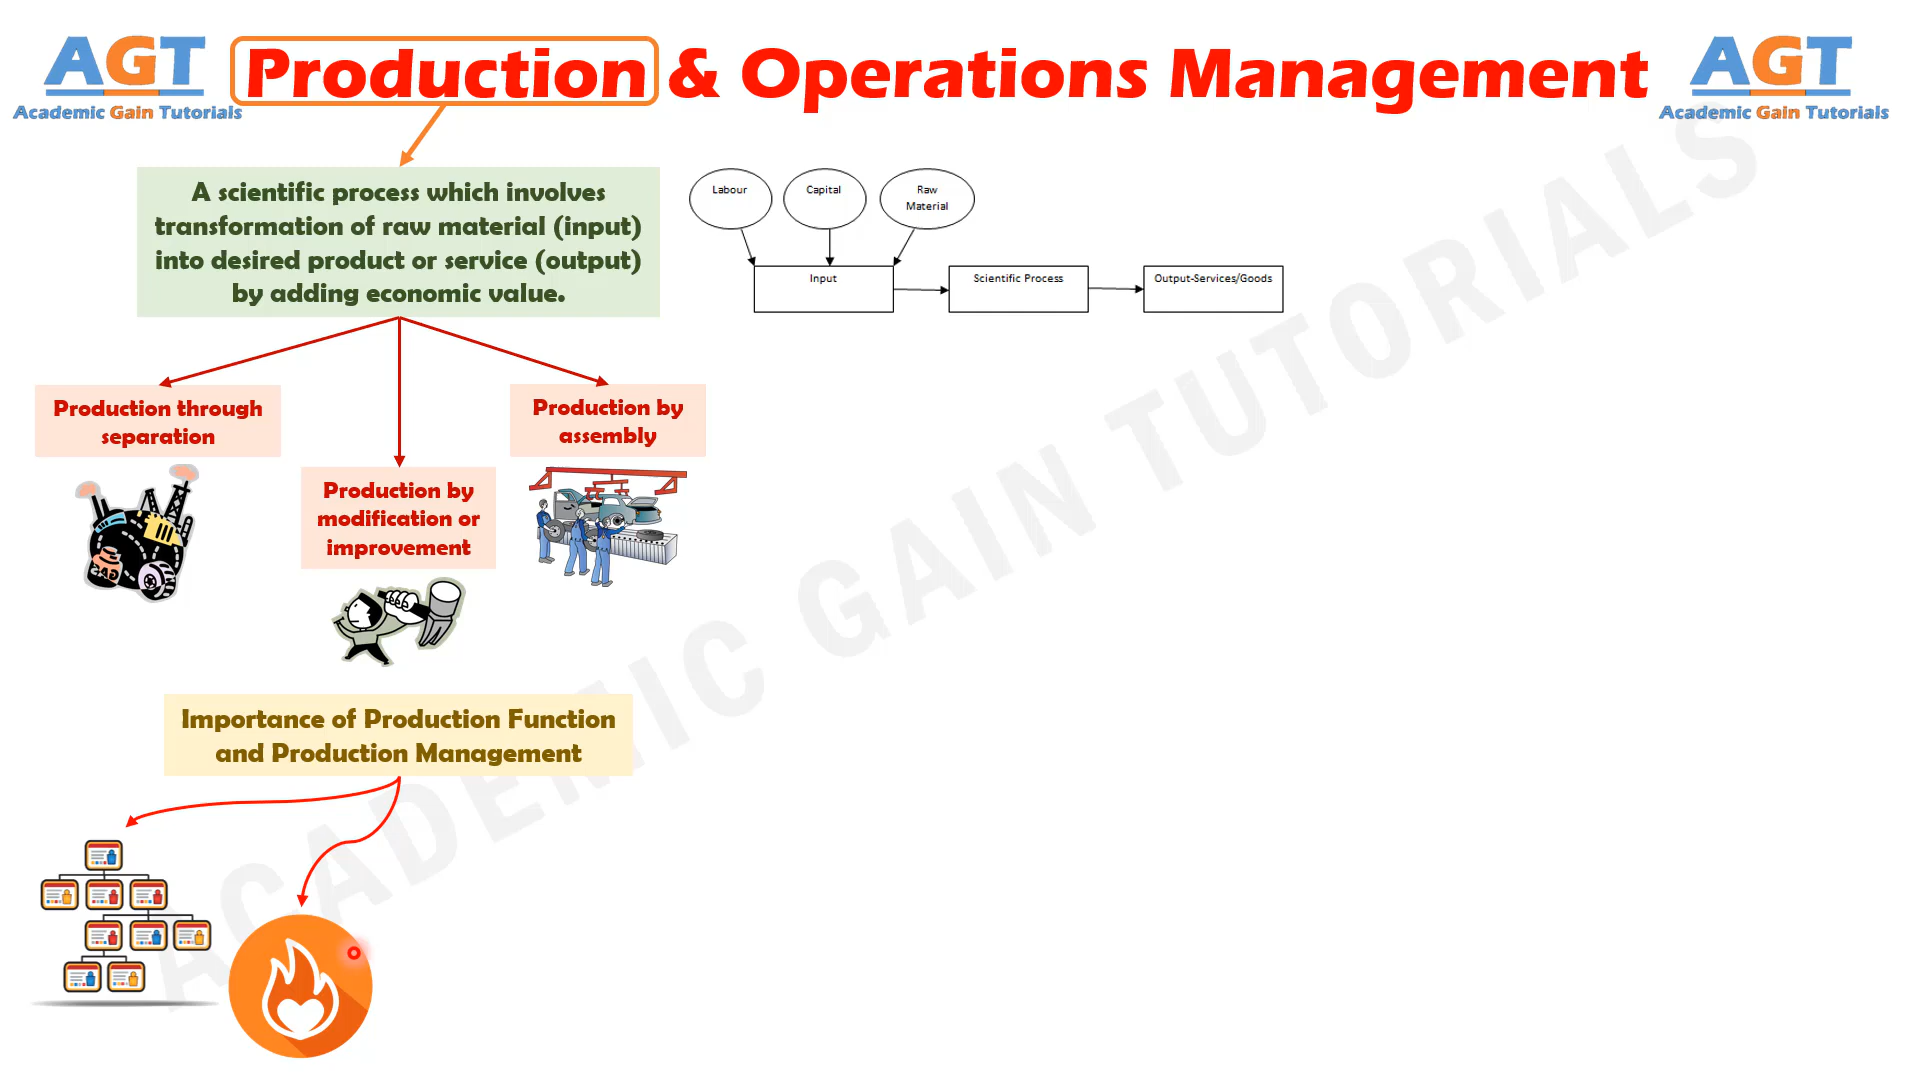 AGT
Academic Gain Tutorials
Production & Operations Management
AGT
Academic Gain Tutorials
A scientific process which involves
transformation of raw material (input)
into desired product or service (output)
by adding economic value.
Labour
Capital
Raw
Material
Input
Scientific Process
Output-Services/Goods
Production through
separation
Production by
modification or
improvement
Production by
assembly
Importance of Production Function
and Production Management
ACADEMIC GAIN TUTORIALS